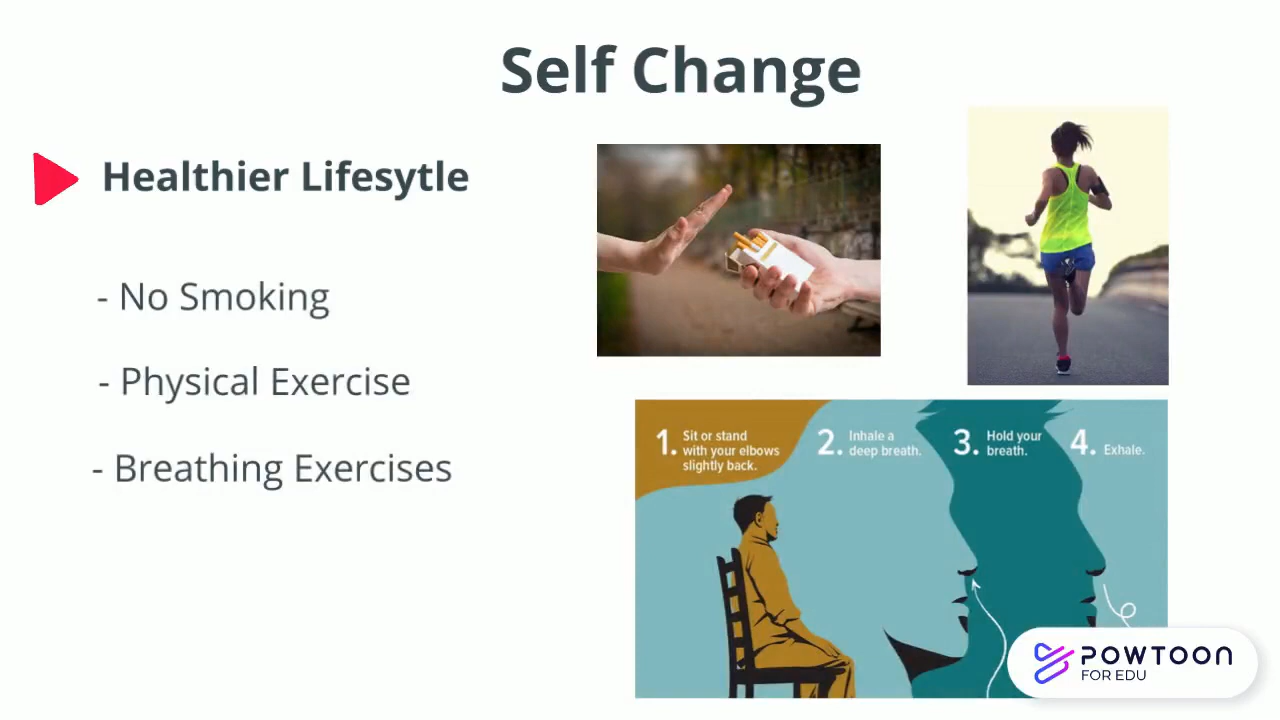 Self Change
Healthier Lifesytle
- No Smoking
- Physical Exercise
- Breathing Exercises
1. Sit or stand
with your elbows
slightly back.
2. Inhale a
deep breath.
3. Hold your
breath.
4. Exhale.
POWTOON
FOR EDU